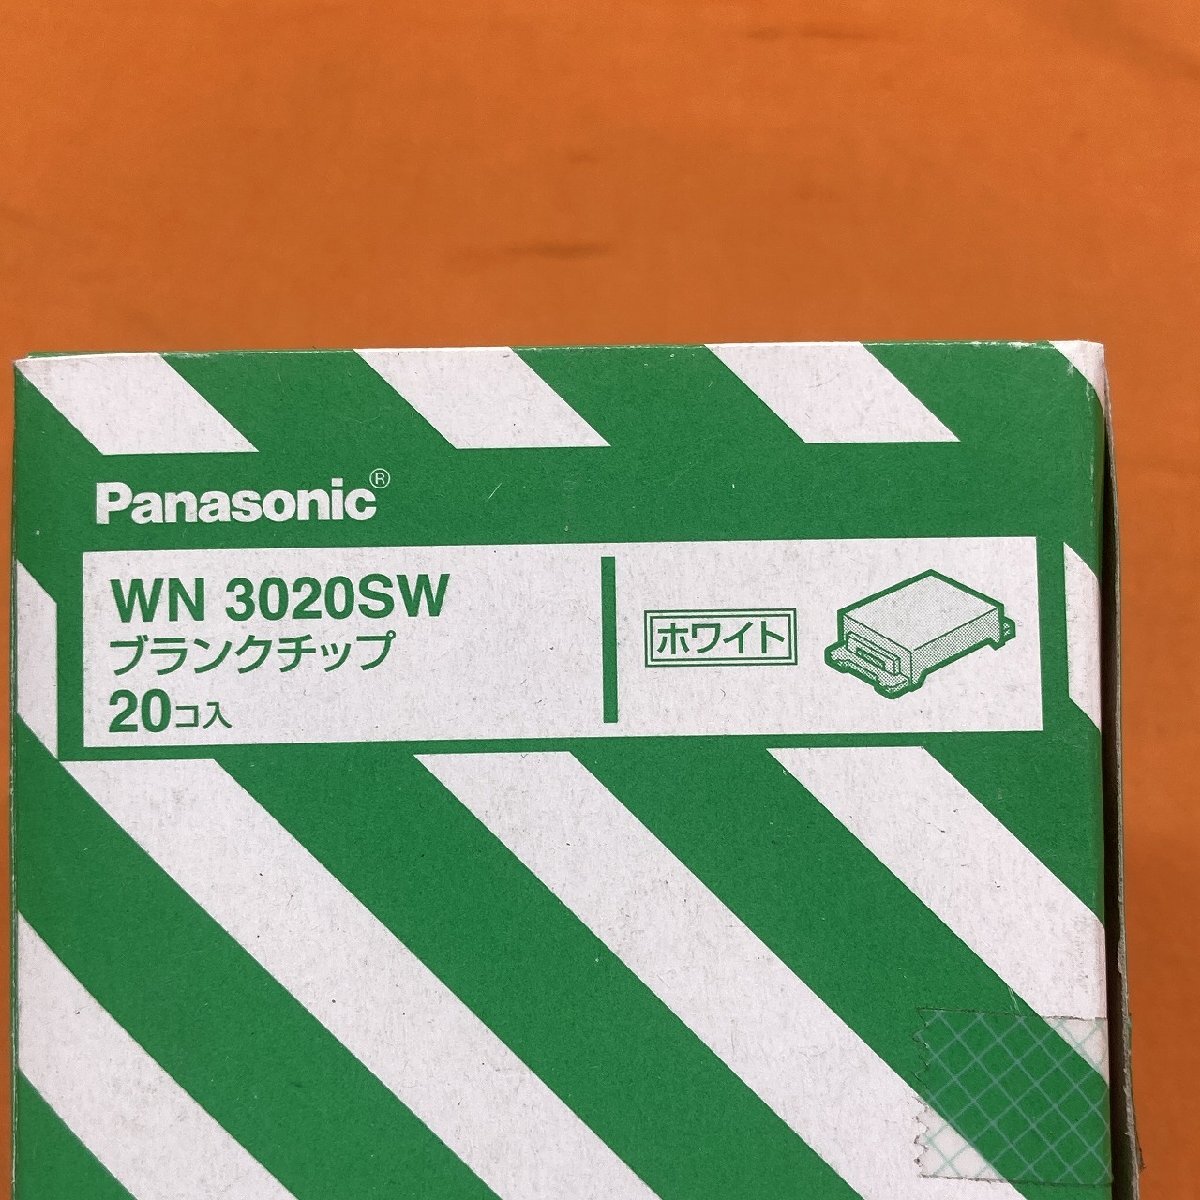 Panasonic®
WN 3020SW
ブランクチップ
20コ入
ホワイト